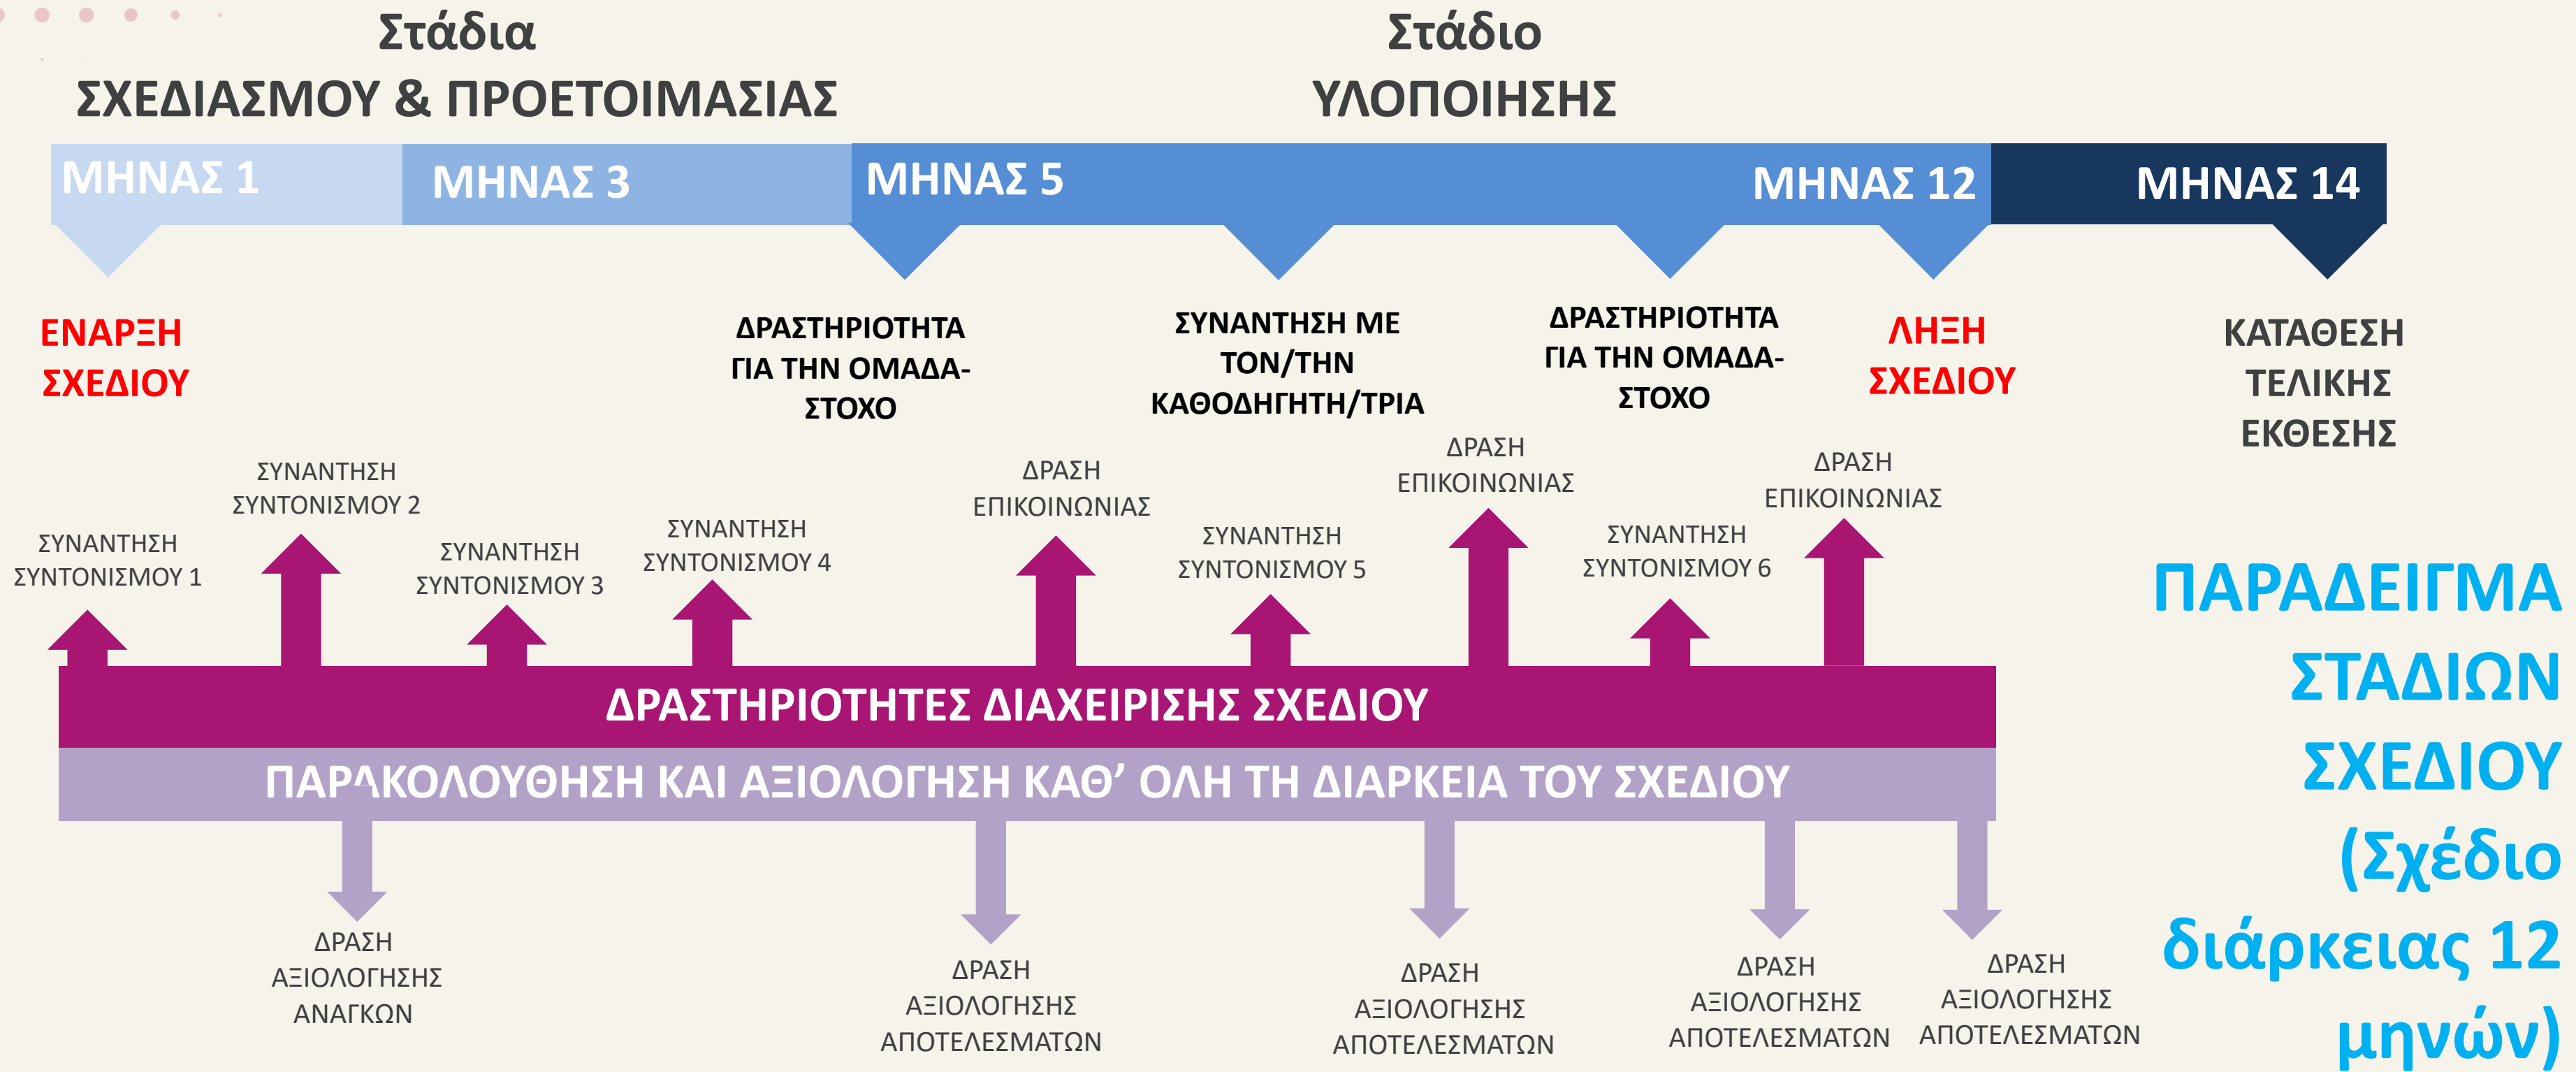 Στάδια
ΣΧΕΔΙΑΣΜΟΥ & ΠΡΟΕΤΟΙΜΑΣΙΑΣ
Στάδιο
ΥΛΟΠΟΙΗΣΗΣ
ΜΗΝΑΣ 1
ΜΗΝΑΣ 3
ΜΗΝΑΣ 5
ΜΗΝΑΣ 12
ΜΗΝΑΣ 14
ΕΝΑΡΞΗ
ΣΧΕΔΙΟΥ
ΔΡΑΣΤΗΡΙΟΤΗΤΑ
ΓΙΑ ΤΗΝ ΟΜΑΔΑ-
ΣΤΟΧΟ
ΣΥΝΑΝΤΗΣΗ ΜΕ
ΤΟΝ/ΤΗΝ
ΚΑΘΟΔΗΓΗΤΗ/ΤΡΙΑ
ΔΡΑΣΤΗΡΙΟΤΗΤΑ
ΓΙΑ ΤΗΝ ΟΜΑΔΑ-
ΣΤΟΧΟ
ΛΗΞΗ
ΣΧΕΔΙΟΥ
ΚΑΤΑΘΕΣΗ
ΤΕΛΙΚΗΣ
ΕΚΘΕΣΗΣ
ΣΥΝΑΝΤΗΣΗ
ΣΥΝΤΟΝΙΣΜΟΥ 1
ΣΥΝΑΝΤΗΣΗ
ΣΥΝΤΟΝΙΣΜΟΥ 2
ΣΥΝΑΝΤΗΣΗ
ΣΥΝΤΟΝΙΣΜΟΥ 3
ΣΥΝΑΝΤΗΣΗ
ΣΥΝΤΟΝΙΣΜΟΥ 4
ΔΡΑΣΗ
ΕΠΙΚΟΙΝΩΝΙΑΣ
ΣΥΝΑΝΤΗΣΗ
ΣΥΝΤΟΝΙΣΜΟΥ 5
ΔΡΑΣΗ
ΕΠΙΚΟΙΝΩΝΙΑΣ
ΣΥΝΑΝΤΗΣΗ
ΣΥΝΤΟΝΙΣΜΟΥ 6
ΔΡΑΣΗ
ΕΠΙΚΟΙΝΩΝΙΑΣ
ΔΡΑΣΤΗΡΙΟΤΗΤΕΣ ΔΙΑΧΕΙΡΙΣΗΣ ΣΧΕΔΙΟΥ
ΠΑΡΑΚΟΛΟΥΘΗΣΗ ΚΑΙ ΑΞΙΟΛΟΓΗΣΗ ΚΑΘ’ ΟΛΗ ΤΗ ΔΙΑΡΚΕΙΑ ΤΟΥ ΣΧΕΔΙΟΥ
ΔΡΑΣΗ
ΑΞΙΟΛΟΓΗΣΗΣ
ΑΝΑΓΚΩΝ
ΔΡΑΣΗ
ΑΞΙΟΛΟΓΗΣΗΣ
ΑΠΟΤΕΛΕΣΜΑΤΩΝ
ΔΡΑΣΗ
ΑΞΙΟΛΟΓΗΣΗΣ
ΑΠΟΤΕΛΕΣΜΑΤΩΝ
ΔΡΑΣΗ
ΑΞΙΟΛΟΓΗΣΗΣ
ΑΠΟΤΕΛΕΣΜΑΤΩΝ
ΔΡΑΣΗ
ΑΞΙΟΛΟΓΗΣΗΣ
ΑΠΟΤΕΛΕΣΜΑΤΩΝ
ΠΑΡΑΔΕΙΓΜΑ
ΣΤΑΔΙΩΝ
ΣΧΕΔΙΟΥ
(Σχέδιο
διάρκειας 12
μηνών)